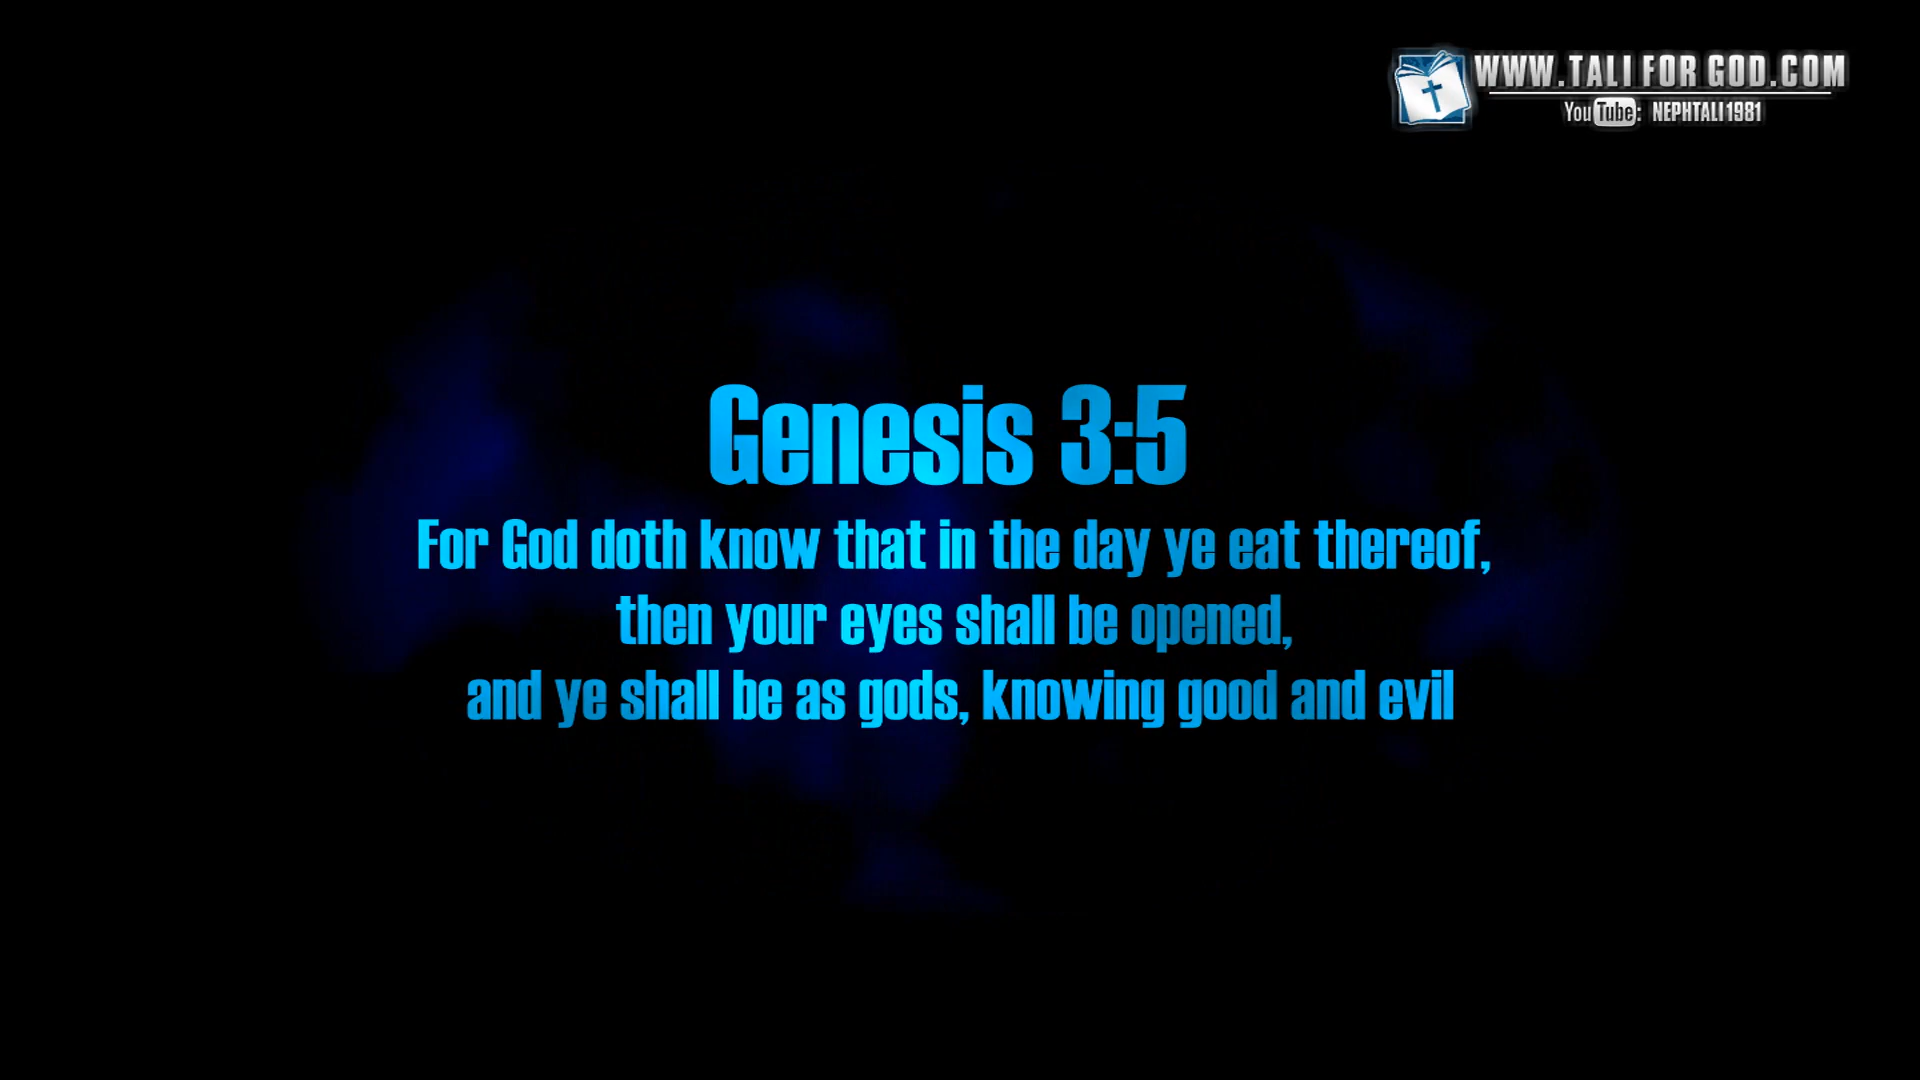 WWW.TALI FOR GOD.COM
YouTube: NEPHTALI1981
Genesis 3:5
For God doth know that in the day ye eat thereof,
then your eyes shall be opened,
and ye shall be as gods, knowing good and evil